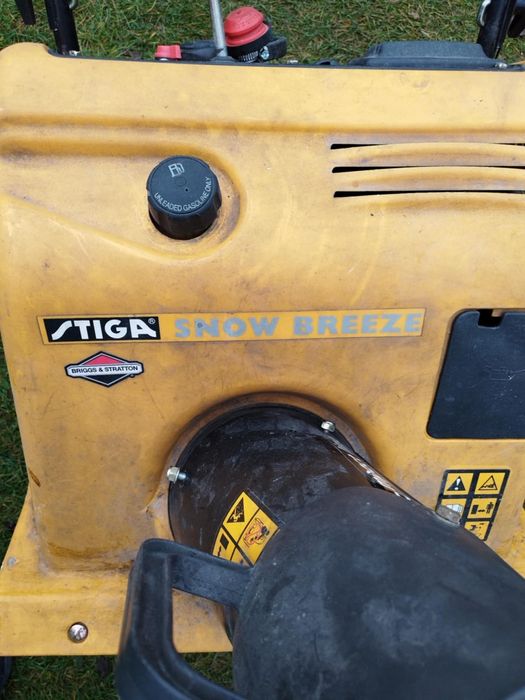 UNLEADED GASOLINE ONLY
STIGA® SNOW BREEZE
BRIGGS & STRATTON